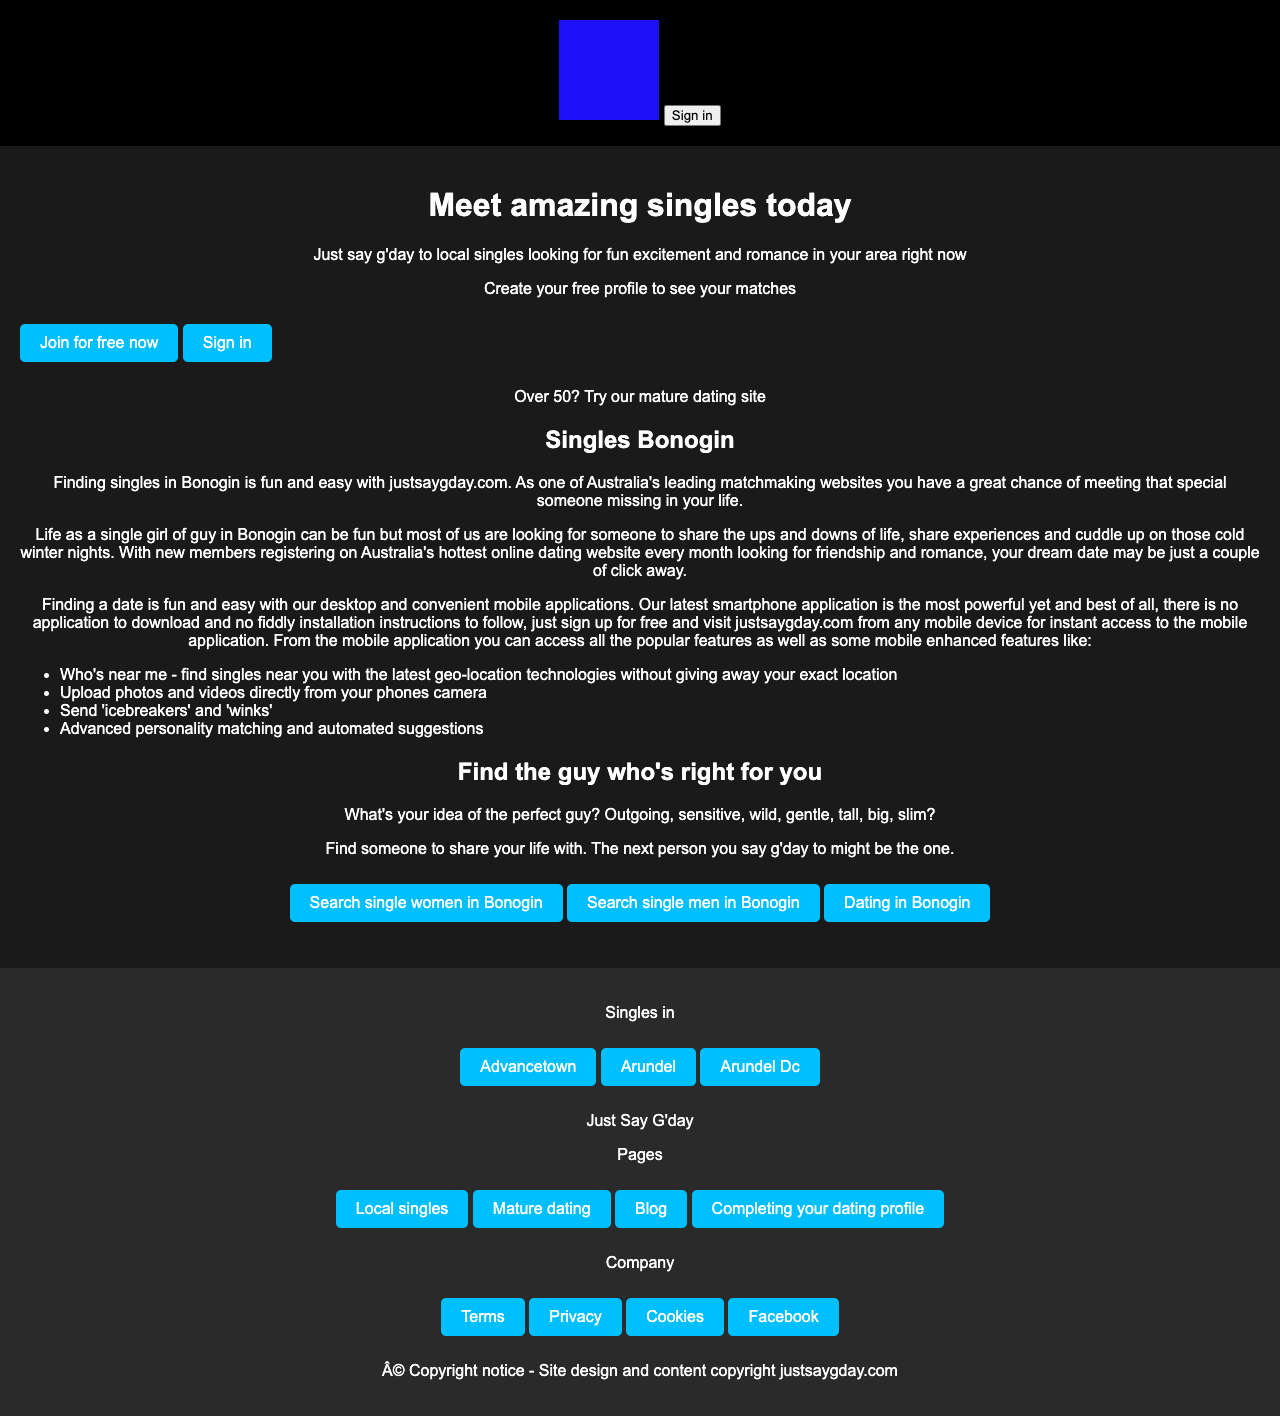 Sign in
Meet amazing singles today
Just say g'day to local singles looking for fun excitement and romance in your area right now
Create your free profile to see your matches
Join for free now Sign in
Over 50? Try our mature dating site
Singles Bonogin
Finding singles in Bonogin is fun and easy with justsaygday.com. As one of Australia's leading matchmaking websites you have a great chance of meeting that special
someone missing in your life.
Life as a single girl of guy in Bonogin can be fun but most of us are looking for someone to share the ups and downs of life, share experiences and cuddle up on those cold
winter nights. With new members registering on Australia's hottest online dating website every month looking for friendship and romance, your dream date may be just a couple
of click away.
Finding a date is fun and easy with our desktop and convenient mobile applications. Our latest smartphone application is the most powerful yet and best of all, there is no
application to download and no fiddly installation instructions to follow, just sign up for free and visit justsaygday.com from any mobile device for instant access to the mobile
application. From the mobile application you can access all the popular features as well as some mobile enhanced features like:
• Who's near me - find singles near you with the latest geo-location technologies without giving away your exact location
• Upload photos and videos directly from your phones camera
• Send 'icebreakers' and 'winks'
• Advanced personality matching and automated suggestions
Find the guy who's right for you
What's your idea of the perfect guy? Outgoing, sensitive, wild, gentle, tall, big, slim?
Find someone to share your life with. The next person you say g'day to might be the one.
Search single women in Bonogin Search single men in Bonogin Dating in Bonogin
Singles in
Advancetown Arundel Arundel Dc
Just Say G'day
Pages
Local singles Mature dating Blog Completing your dating profile
Company
Terms Privacy Cookies Facebook
Â© Copyright notice - Site design and content copyright justsaygday.com